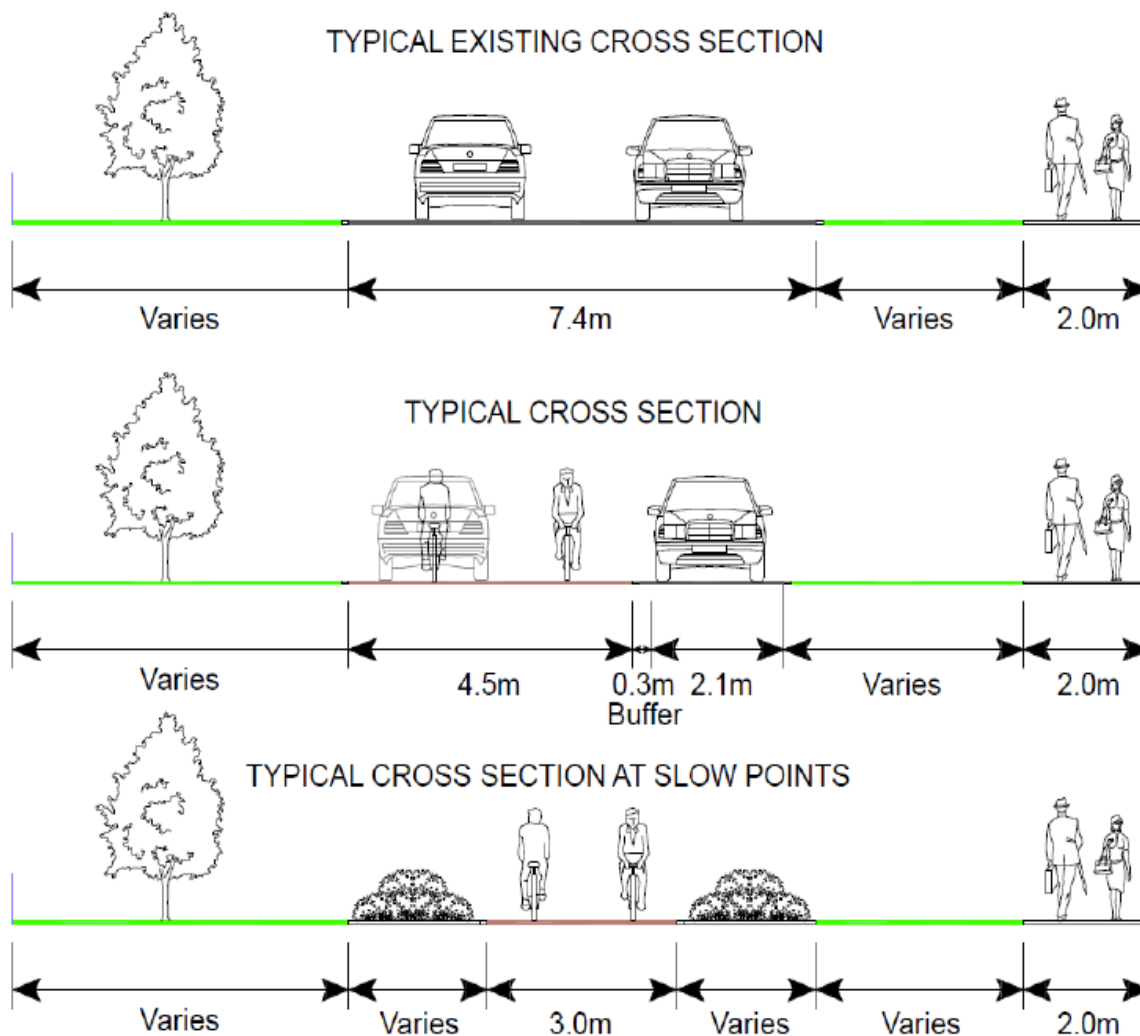 TYPICAL EXISTING CROSS SECTION
Varies 7.4m Varies 2.0m
TYPICAL CROSS SECTION
Varies 4.5m 0.3m 2.1m Varies 2.0m
Buffer
TYPICAL CROSS SECTION AT SLOW POINTS
Varies Varies 3.0m Varies Varies 2.0m